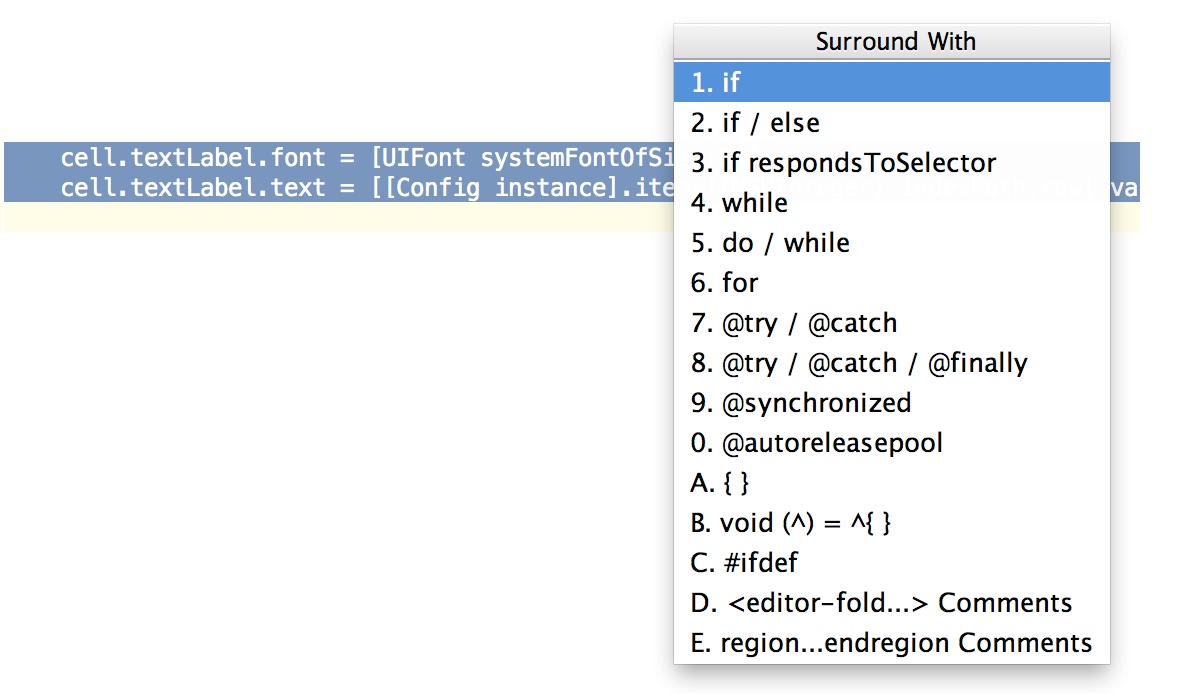 Surround With
1. if
2. if / else
cell.textLabel.font = [UIFont systemFontOfSi
3. if respondsToSelector
cell.textLabel.text = [[Config instance].ite
va
4. while
5. do / while
6. for
7. @try / @catch
8. @try / @catch / @finally
9. @synchronized
0. @autoreleasepool
A. { }
B. void (^) = ^{ }
C. #ifdef
D. <editor-fold...> Comments
E. region...endregion Comments